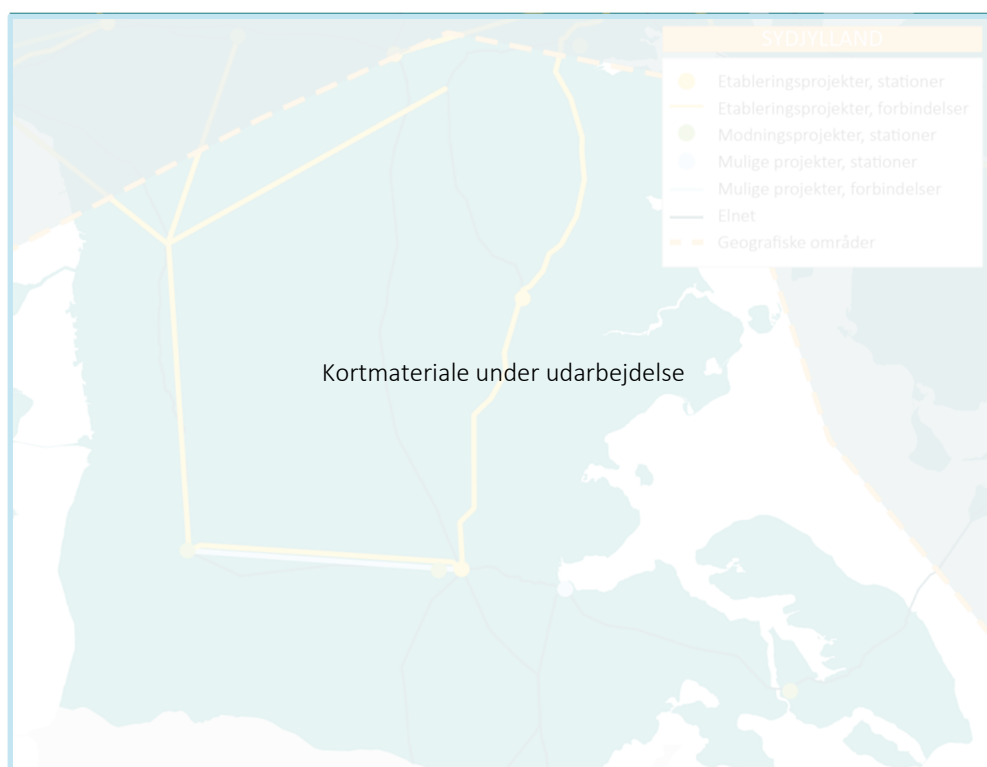 SYDJYLLAND
Etableringsprojekter, stationer
Etableringsprojekter, forbindelser
Modningsprojekter, stationer
Mulige projekter, stationer
Mulige projekter, forbindelser
Elnet
Geografiske områder
Kortmateriale under udarbejdelse